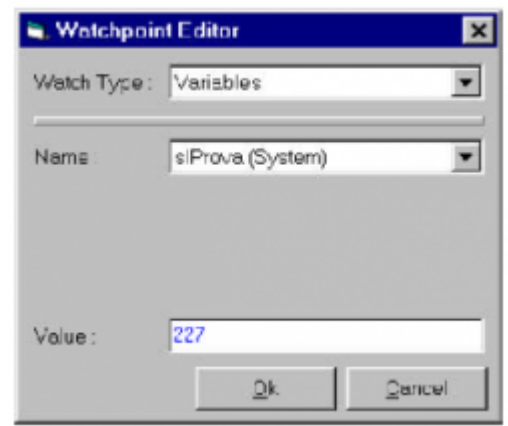 Watchpoint Editor
Watch Type : Variables
Name : slProva (System)
Value : 227
Ok Cancel